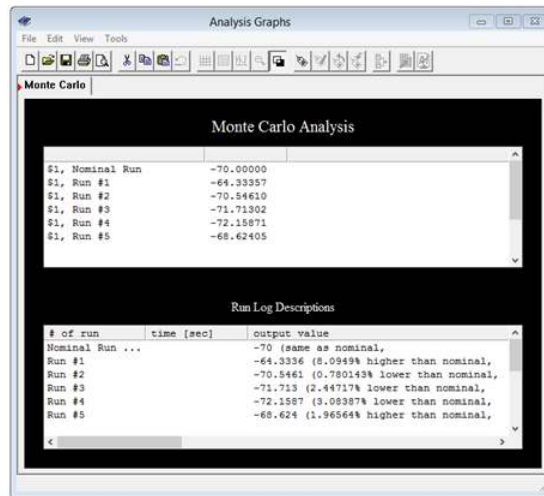 Analysis Graphs
File Edit View Tools
Monte Carlo
Monte Carlo Analysis
$1, Nominal Run -70.00000
$1, Run #1 -64.33357
$1, Run #2 -70.54610
$1, Run #3 -71.71302
$1, Run #4 -72.15871
$1, Run #5 -68.62405
Run Log Descriptions
# of run time [sec] output value
Nominal Run ... -70 (same as nominal,
Run #1 -64.3336 (8.0949% higher than nominal,
Run #2 -70.5461 (0.780143% lower than nominal,
Run #3 -71.713 (2.44717% lower than nominal,
Run #4 -72.1587 (3.08387% lower than nominal,
Run #5 -68.624 (1.96564% higher than nominal,